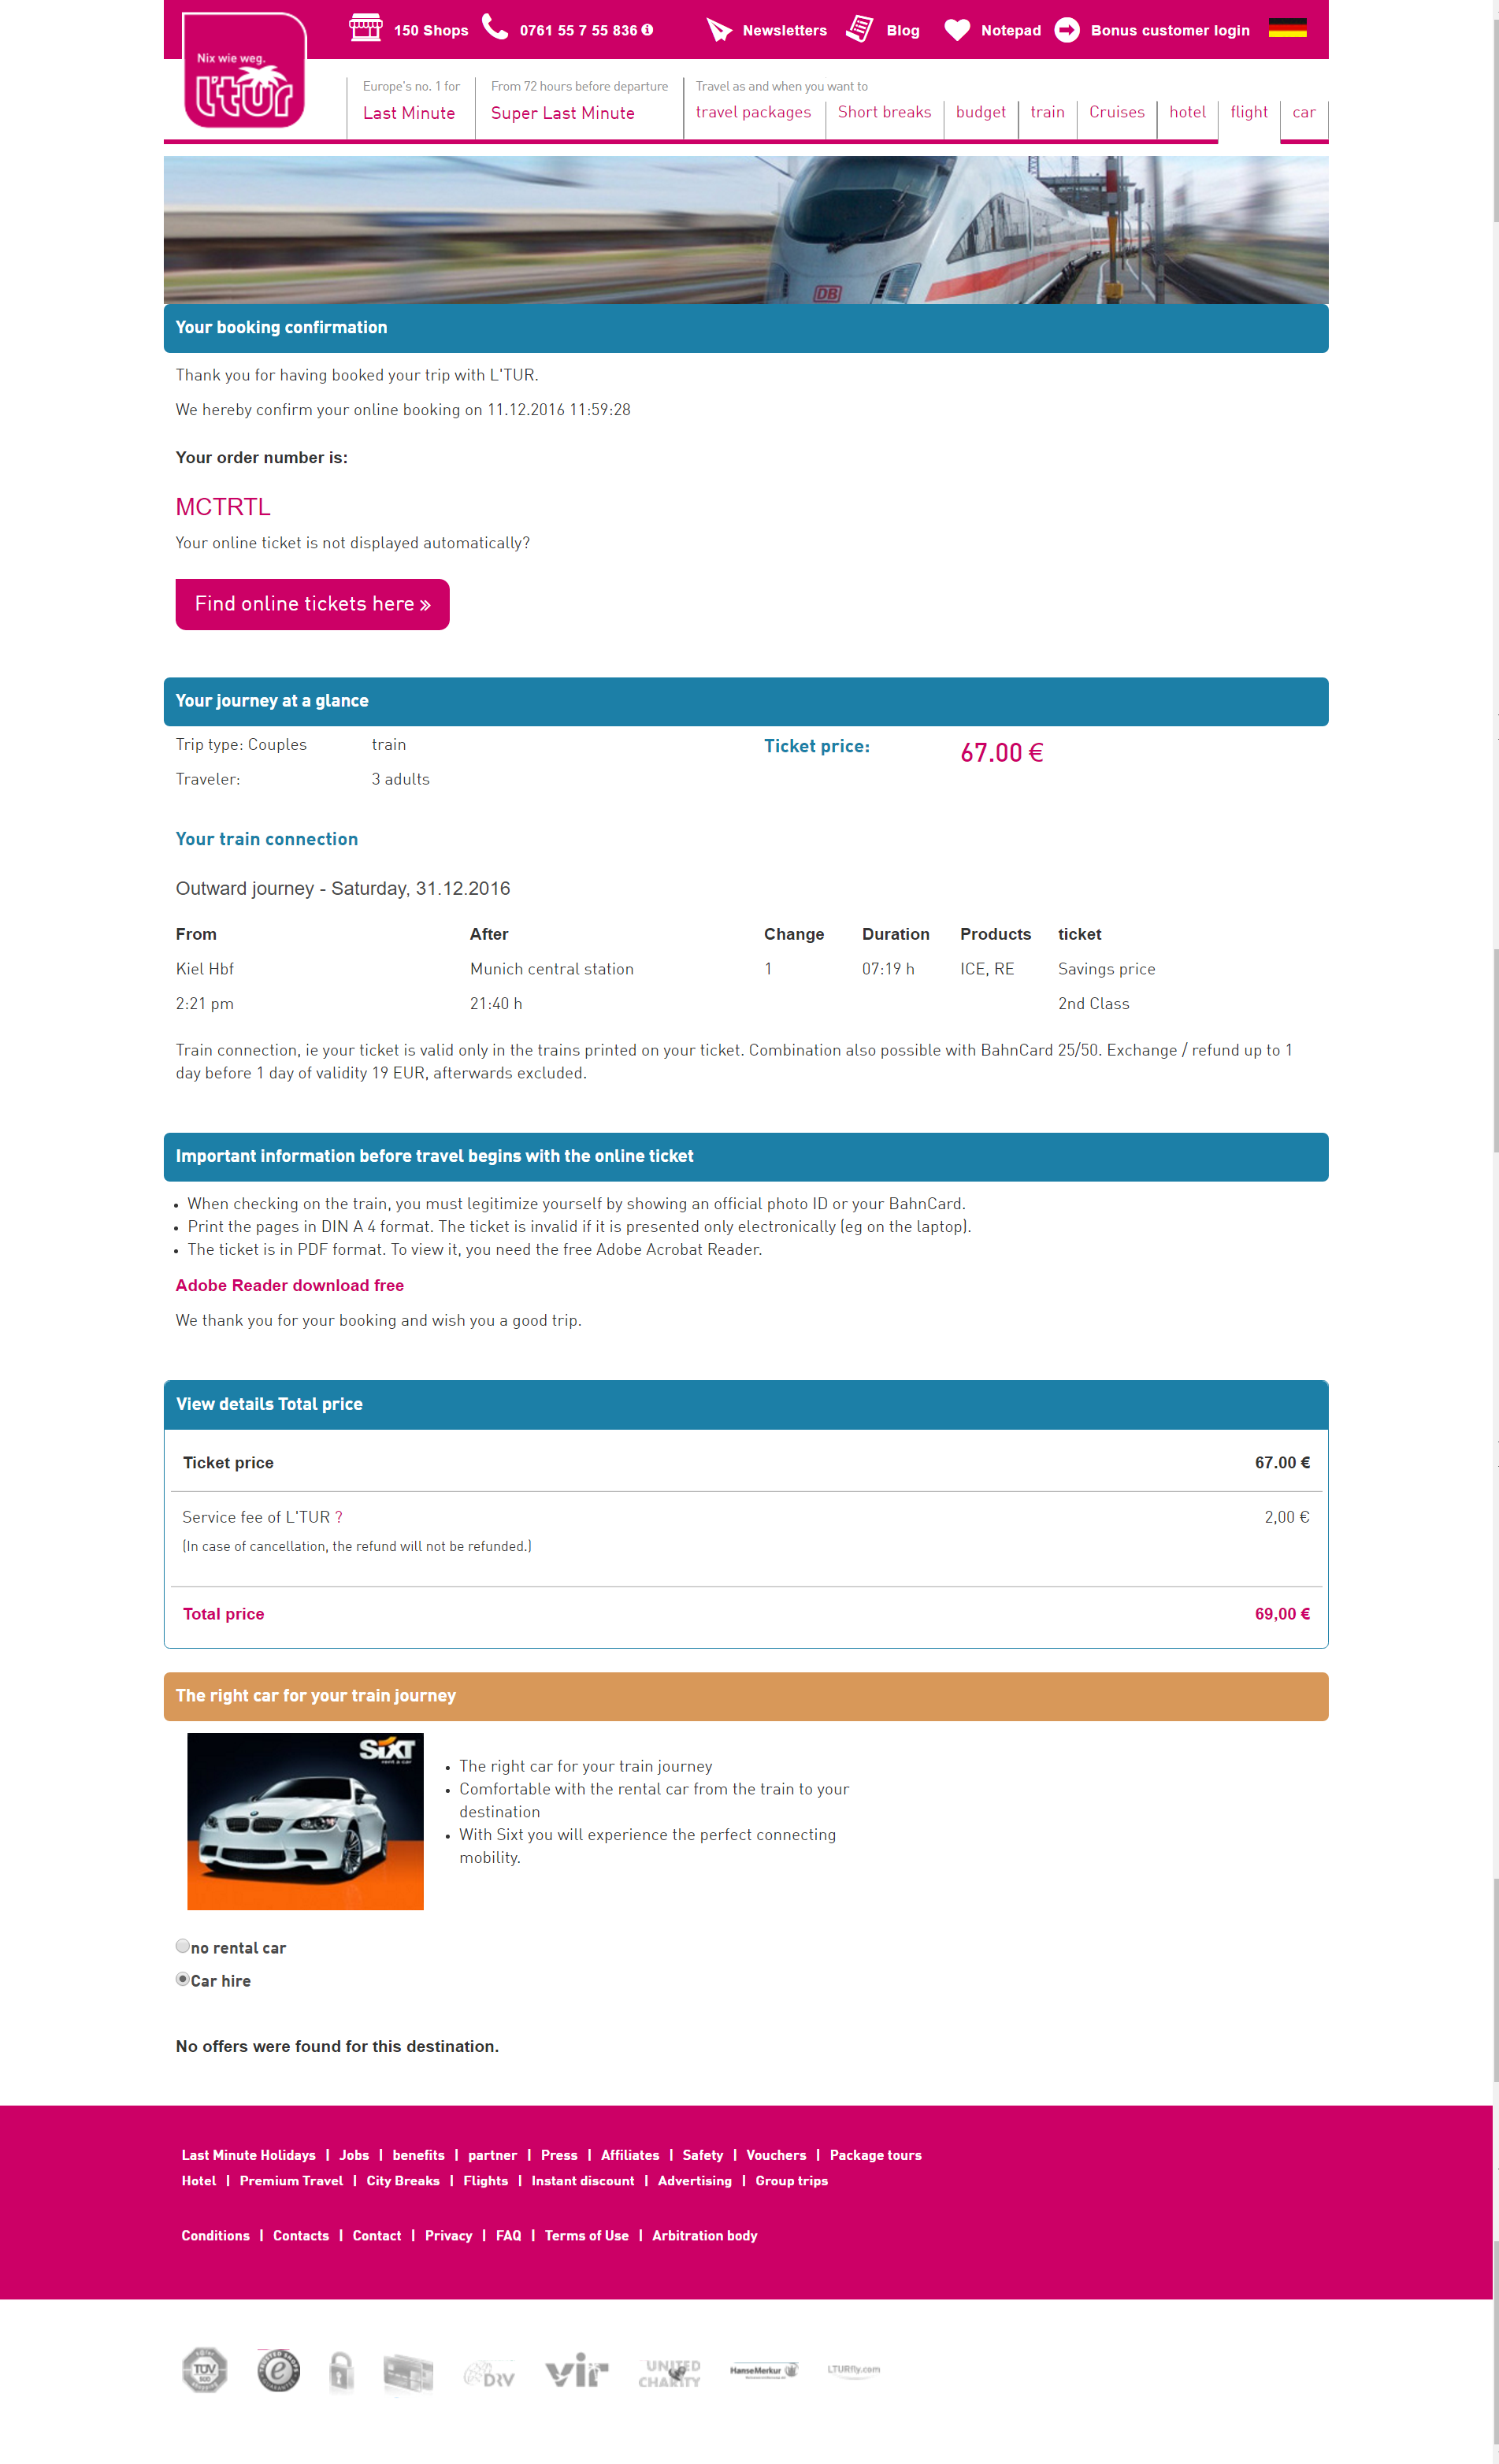 150 Shops
0761 55 7 55 836
Newsletters
Blog
Notepad
Bonus customer login
Nix wie weg.
L'TUR
Europe's no. 1 for
Last Minute
From 72 hours before departure
Super Last Minute
Travel as and when you want to
travel packages
Short breaks
budget
train
Cruises
hotel
flight
car
DB
Your booking confirmation
Thank you for having booked your trip with L'TUR.
We hereby confirm your online booking on 11.12.2016 11:59:28
Your order number is:
MCTRTL
Your online ticket is not displayed automatically?
Find online tickets here »
Your journey at a glance
Trip type: Couples train Ticket price: 67.00 €
Traveler: 3 adults
Your train connection
Outward journey - Saturday, 31.12.2016
From After Change Duration Products ticket
Kiel Hbf Munich central station 1 07:19 h ICE, RE Savings price
2:21 pm 21:40 h 2nd Class
Train connection, ie your ticket is valid only in the trains printed on your ticket. Combination also possible with BahnCard 25/50. Exchange / refund up to 1
day before 1 day of validity 19 EUR, afterwards excluded.
Important information before travel begins with the online ticket
• When checking on the train, you must legitimize yourself by showing an official photo ID or your BahnCard.
• Print the pages in DIN A 4 format. The ticket is invalid if it is presented only electronically (eg on the laptop).
• The ticket is in PDF format. To view it, you need the free Adobe Acrobat Reader.
Adobe Reader download free
We thank you for your booking and wish you a good trip.
View details Total price
Ticket price 67.00 €
Service fee of L'TUR ? 2,00 €
(In case of cancellation, the refund will not be refunded.)
Total price 69,00 €
The right car for your train journey
SIXT
rent a car
• The right car for your train journey
• Comfortable with the rental car from the train to your
destination
• With Sixt you will experience the perfect connecting
mobility.
no rental car
Car hire
No offers were found for this destination.
Last Minute Holidays | Jobs | benefits | partner | Press | Affiliates | Safety | Vouchers | Package tours
Hotel | Premium Travel | City Breaks | Flights | Instant discount | Advertising | Group trips
Conditions | Contacts | Contact | Privacy | FAQ | Terms of Use | Arbitration body
TÜV
e
DRV
vir
UNITED
CHARITY
HanseMerkur
LTURfly.com